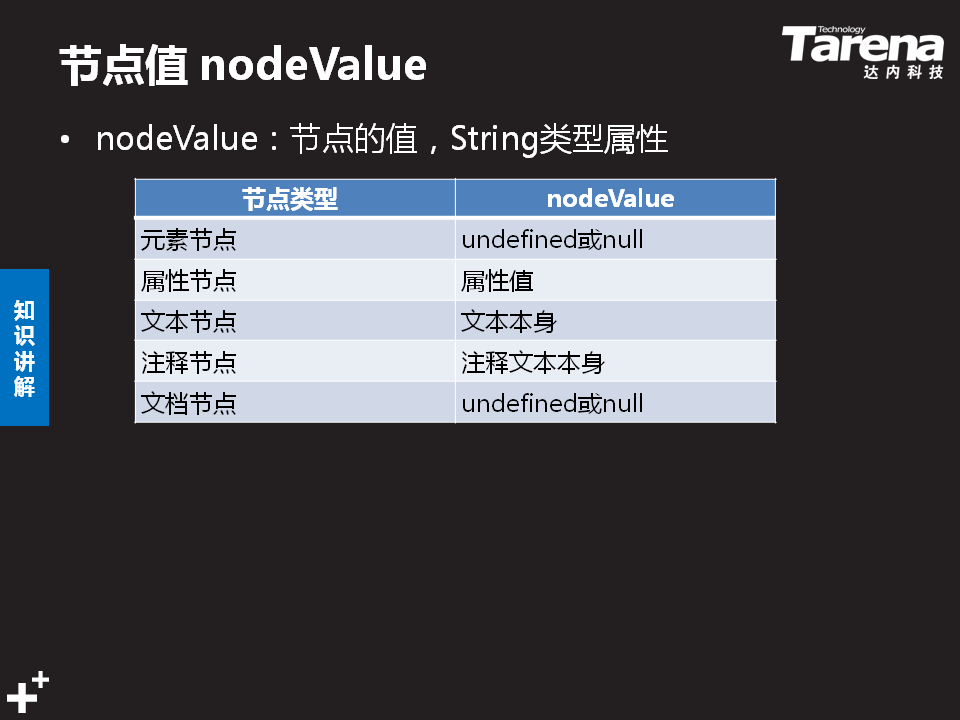 节点值 nodeValue
Technology
Tarena
达内科技
• nodeValue：节点的值，String类型属性
节点类型 nodeValue
元素节点 undefined或null
属性节点 属性值
文本节点 文本本身
注释节点 注释文本本身
文档节点 undefined或null
知
识
讲
解